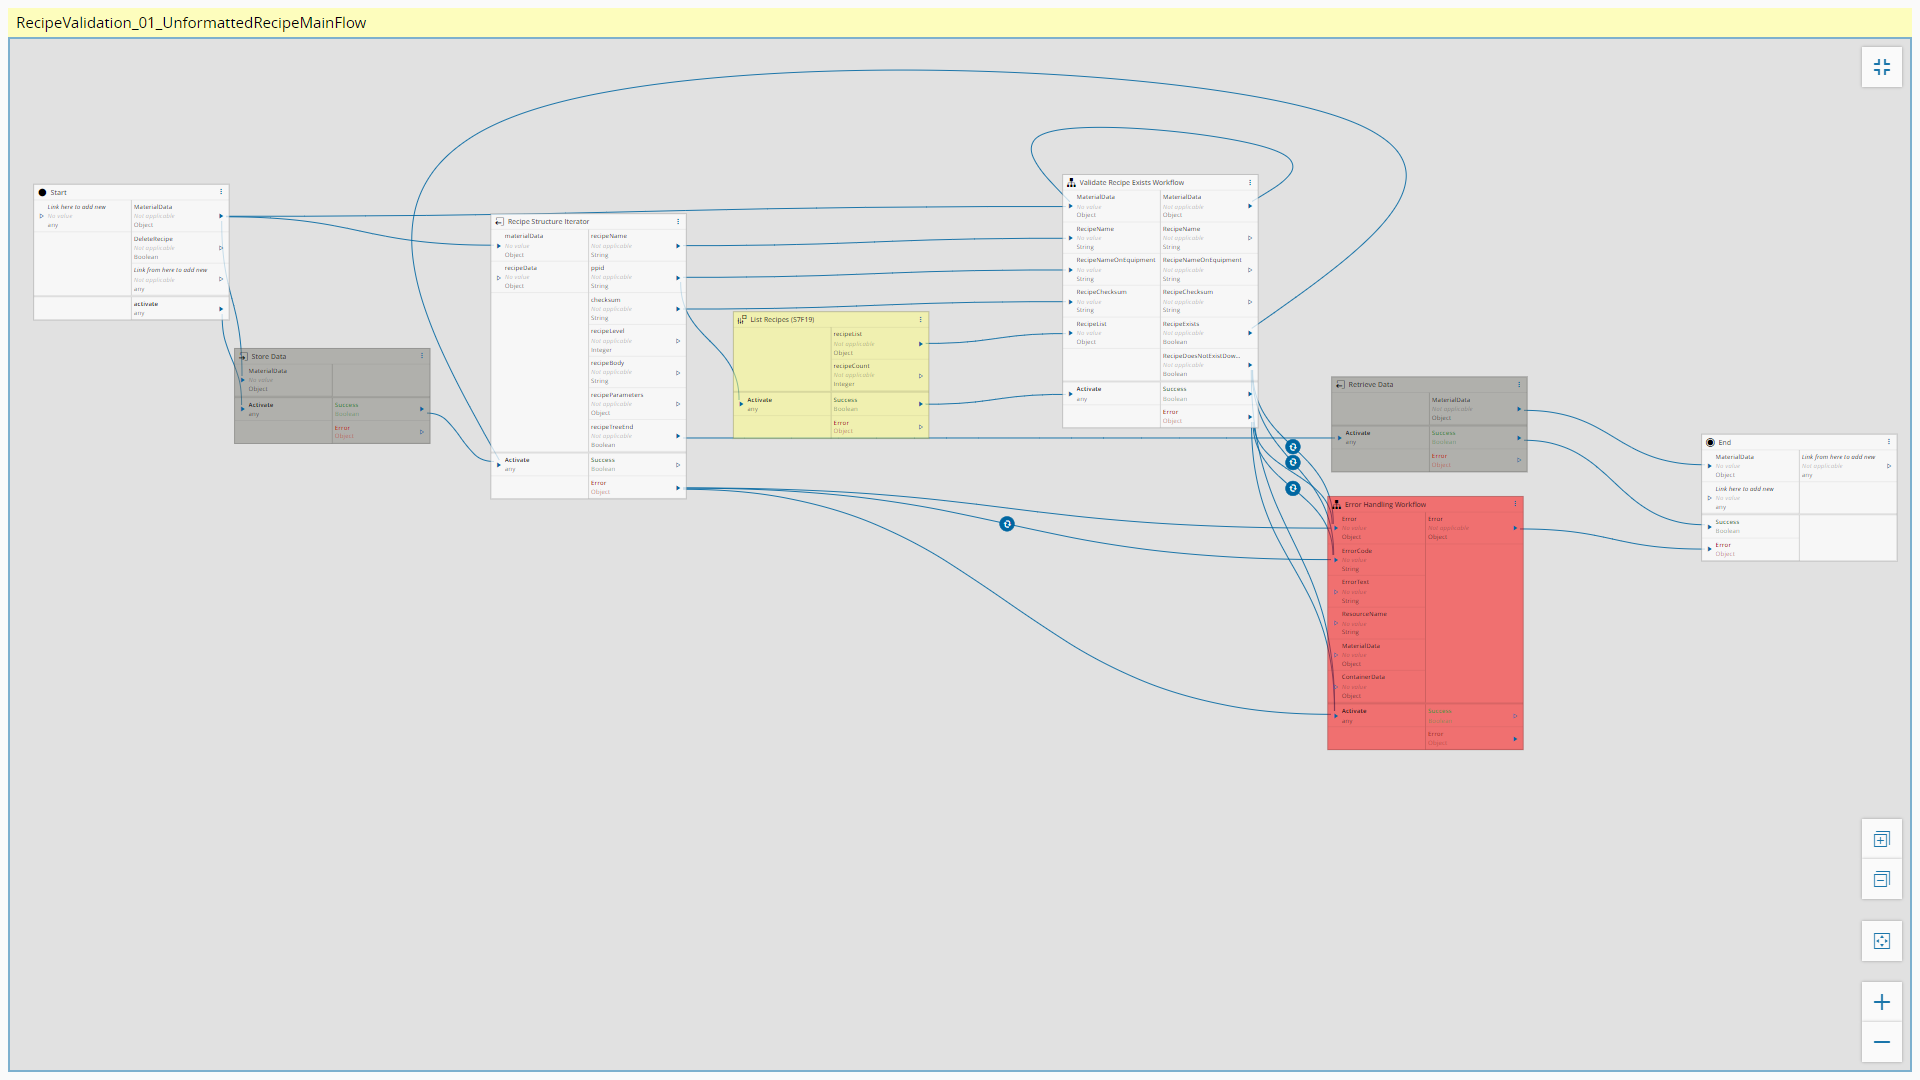 RecipeValidation_01_UnformattedRecipeMainFlow
Start
Link here to add new
No value
any
MaterialData
Not applicable
Object
DeleteRecipe
Not applicable
Boolean
Link from here to add new
Not applicable
any
activate
any
Store Data
MaterialData
No value
Object
Activate
any
Success
Boolean
Error
Object
Recipe Structure Iterator
materialData
No value
Object
recipeData
No value
Object
recipeName
Not applicable
String
ppid
Not applicable
String
checksum
Not applicable
String
recipeLevel
Not applicable
Integer
recipeBody
Not applicable
String
recipeParameters
Not applicable
Object
recipeTreeEnd
Not applicable
Boolean
Activate
any
Success
Boolean
Error
Object
List Recipes (S7F19)
recipeList
Not applicable
Object
recipeCount
Not applicable
Integer
Activate
any
Success
Boolean
Error
Object
Validate Recipe Exists Workflow
MaterialData
No value
Object
RecipeName
No value
String
RecipeNameOnEquipment
No value
String
RecipeChecksum
No value
String
RecipeList
No value
Object
MaterialData
Not applicable
Object
RecipeName
Not applicable
String
RecipeNameOnEquipment
Not applicable
String
RecipeChecksum
Not applicable
String
RecipeExists
Not applicable
Boolean
RecipeDoesNotExistDow...
Not applicable
Boolean
Activate
any
Success
Boolean
Error
Object
Retrieve Data
MaterialData
Not applicable
Object
Activate
any
Success
Boolean
Error
Object
Error Handling Workflow
Error
No value
Object
ErrorCode
No value
String
ErrorText
No value
String
ResourceName
No value
String
MaterialData
No value
Object
ContainerData
No value
Object
Error
Not applicable
Object
Activate
any
Success
Boolean
Error
Object
End
MaterialData
No value
Object
Link here to add new
No value
any
Link from here to add new
Not applicable
any
Success
Boolean
Error
Object